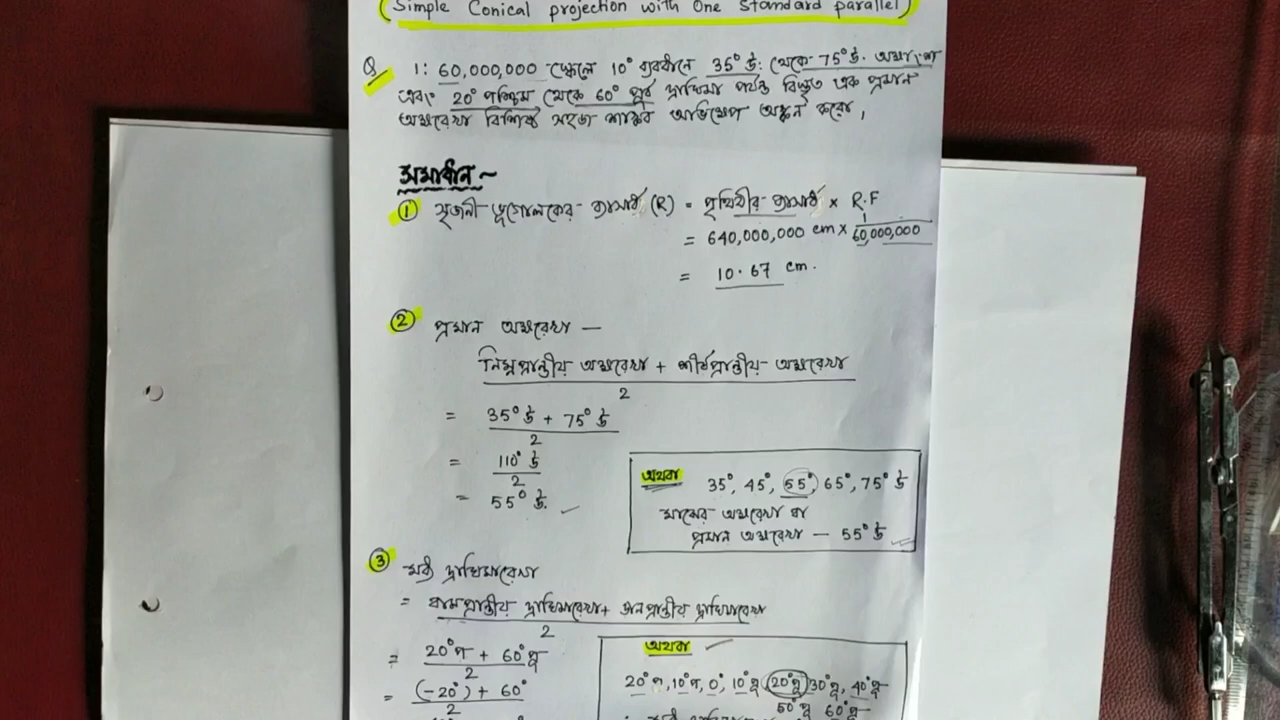 (Simple Conical projection with One Standard parallel)
Q 1: 60,000,000 স্কেলে 10° ব্যবধানে 35° উ: থেকে 75° উ. অক্ষাংশ
এবং 20° পশ্চিম থেকে 60° পূর্ব দ্রাঘিমা পর্যন্ত বিস্তৃত এক প্রমান
অক্ষরেখা বিশিষ্ট সহজ শাঙ্কব অভিক্ষেপ অঙ্কন করো,
সমাধান ~
① সৃজনী ভূগোলকের ব্যাসার্ধ (R) = পৃথিবীর ব্যাসার্ধ × R.F
= 640,000,000 cm × 1/60,000,000
= 10.67 cm.
② প্রমান অক্ষরেখা —
নিম্নপ্রান্তীয় অক্ষরেখা + শীর্ষপ্রান্তীয় অক্ষরেখা
2
= 35° উ + 75° উ
2
= 110° উ
2
= 55° উ.
অথবা 35°, 45°, 55°, 65°, 75° উ
মাঝের অক্ষরেখা বা
প্রমান অক্ষরেখা — 55° উ
③ মধ্য দ্রাঘিমারেখা
= বামপ্রান্তীয় দ্রাঘিমারেখা + ডানপ্রান্তীয় দ্রাঘিমারেখা
2
= 20° প + 60° পূ
2
= (-20°) + 60°
2
অথবা
20° প, 10° প, 0°, 10° পূ, 20° পূ, 30° পূ, 40° পূ
50° পূ 60° পূ